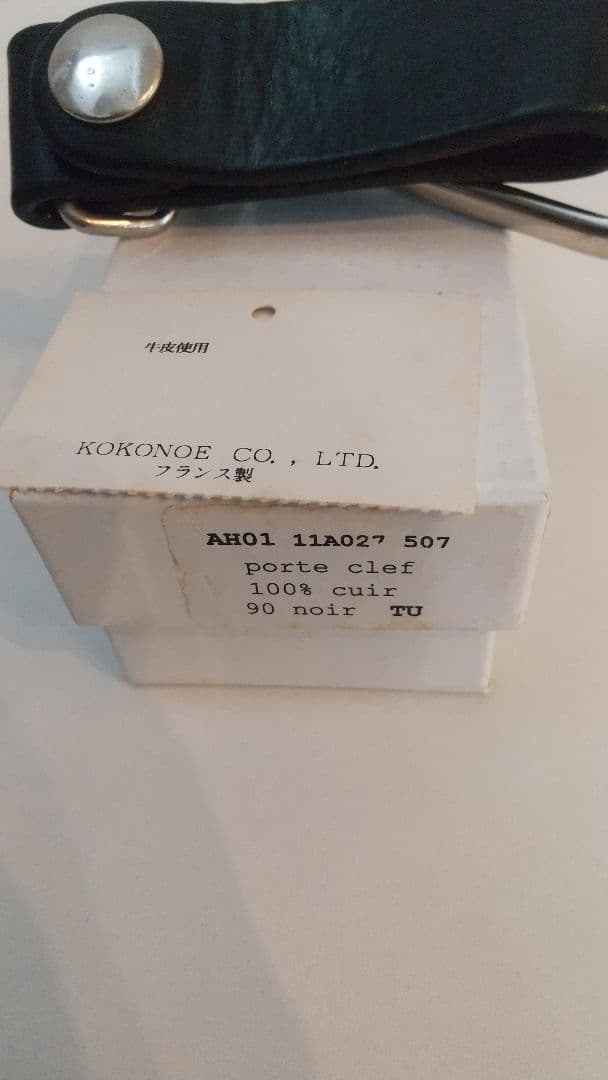 牛皮使用
KOKONOE CO., LTD.
フランス製
AH01 11A027 507
porte clef
100% cuir
90 noir TU